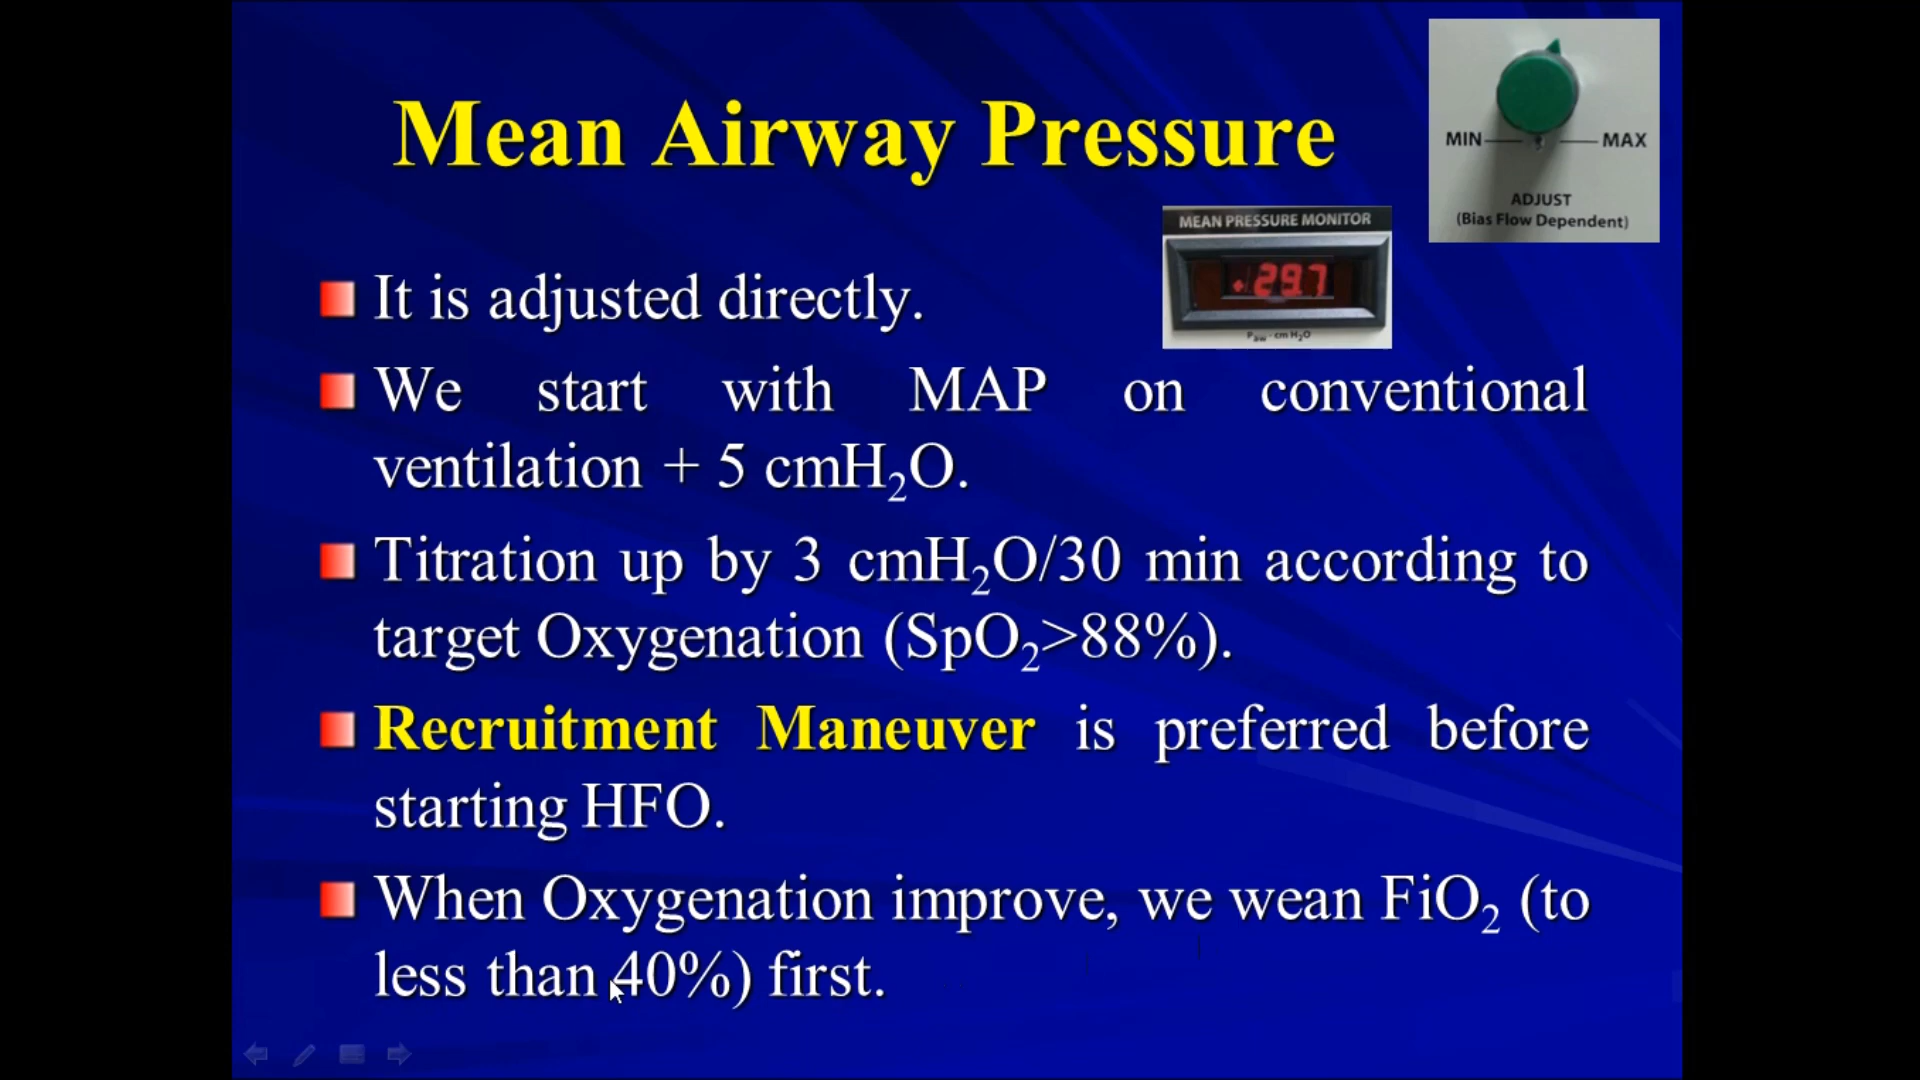 Mean Airway Pressure
MIN MAX
ADJUST
(Bias Flow Dependent)
MEAN PRESSURE MONITOR
+29.7
Paw - cm H₂O
It is adjusted directly.
We start with MAP on conventional
ventilation + 5 cmH₂O.
Titration up by 3 cmH₂O/30 min according to
target Oxygenation (SpO₂>88%).
Recruitment Maneuver is preferred before
starting HFO.
When Oxygenation improve, we wean FiO₂ (to
less than 40%) first.